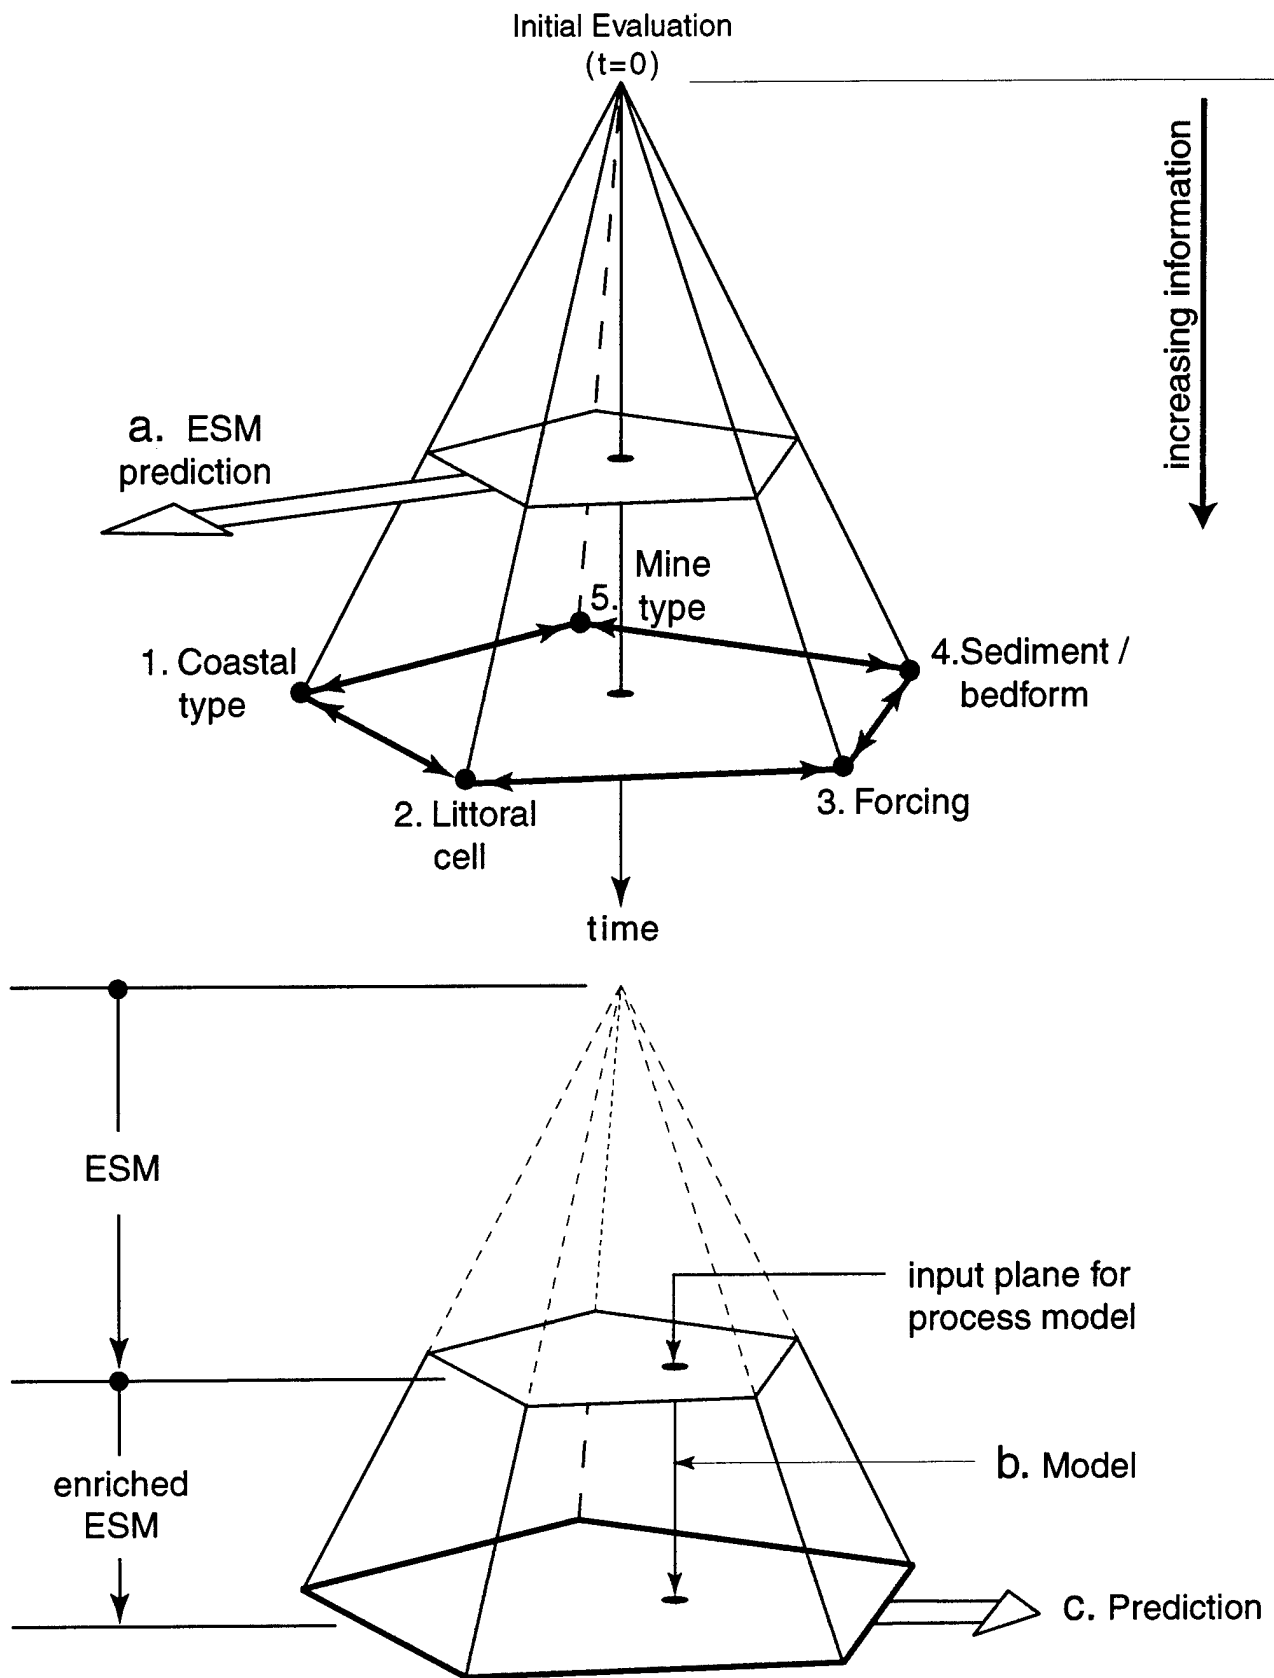 Initial Evaluation
(t=0)
increasing information
a. ESM
prediction
Mine
5. type
1. Coastal
type
4.Sediment /
bedform
2. Littoral
cell
3. Forcing
time
ESM
input plane for
process model
enriched
ESM
b. Model
c. Prediction